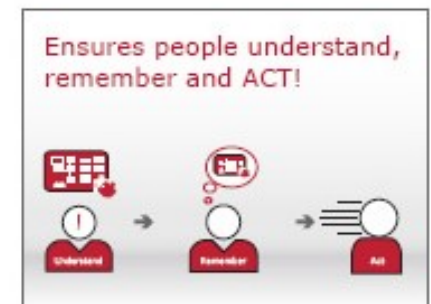 Ensures people understand,
remember and ACT!
!
Understand
Remember
Act